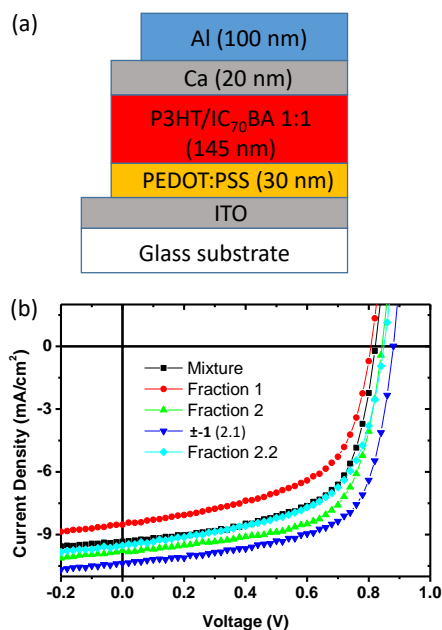 (a)
Al (100 nm)
Ca (20 nm)
P3HT/IC₇₀BA 1:1
(145 nm)
PEDOT:PSS (30 nm)
ITO
Glass substrate
(b)
0
-3
-6
-9
Current Density (mA/cm²)
Mixture
Fraction 1
Fraction 2
±-1 (2.1)
Fraction 2.2
-0.2 0.0 0.2 0.4 0.6 0.8 1.0
Voltage (V)